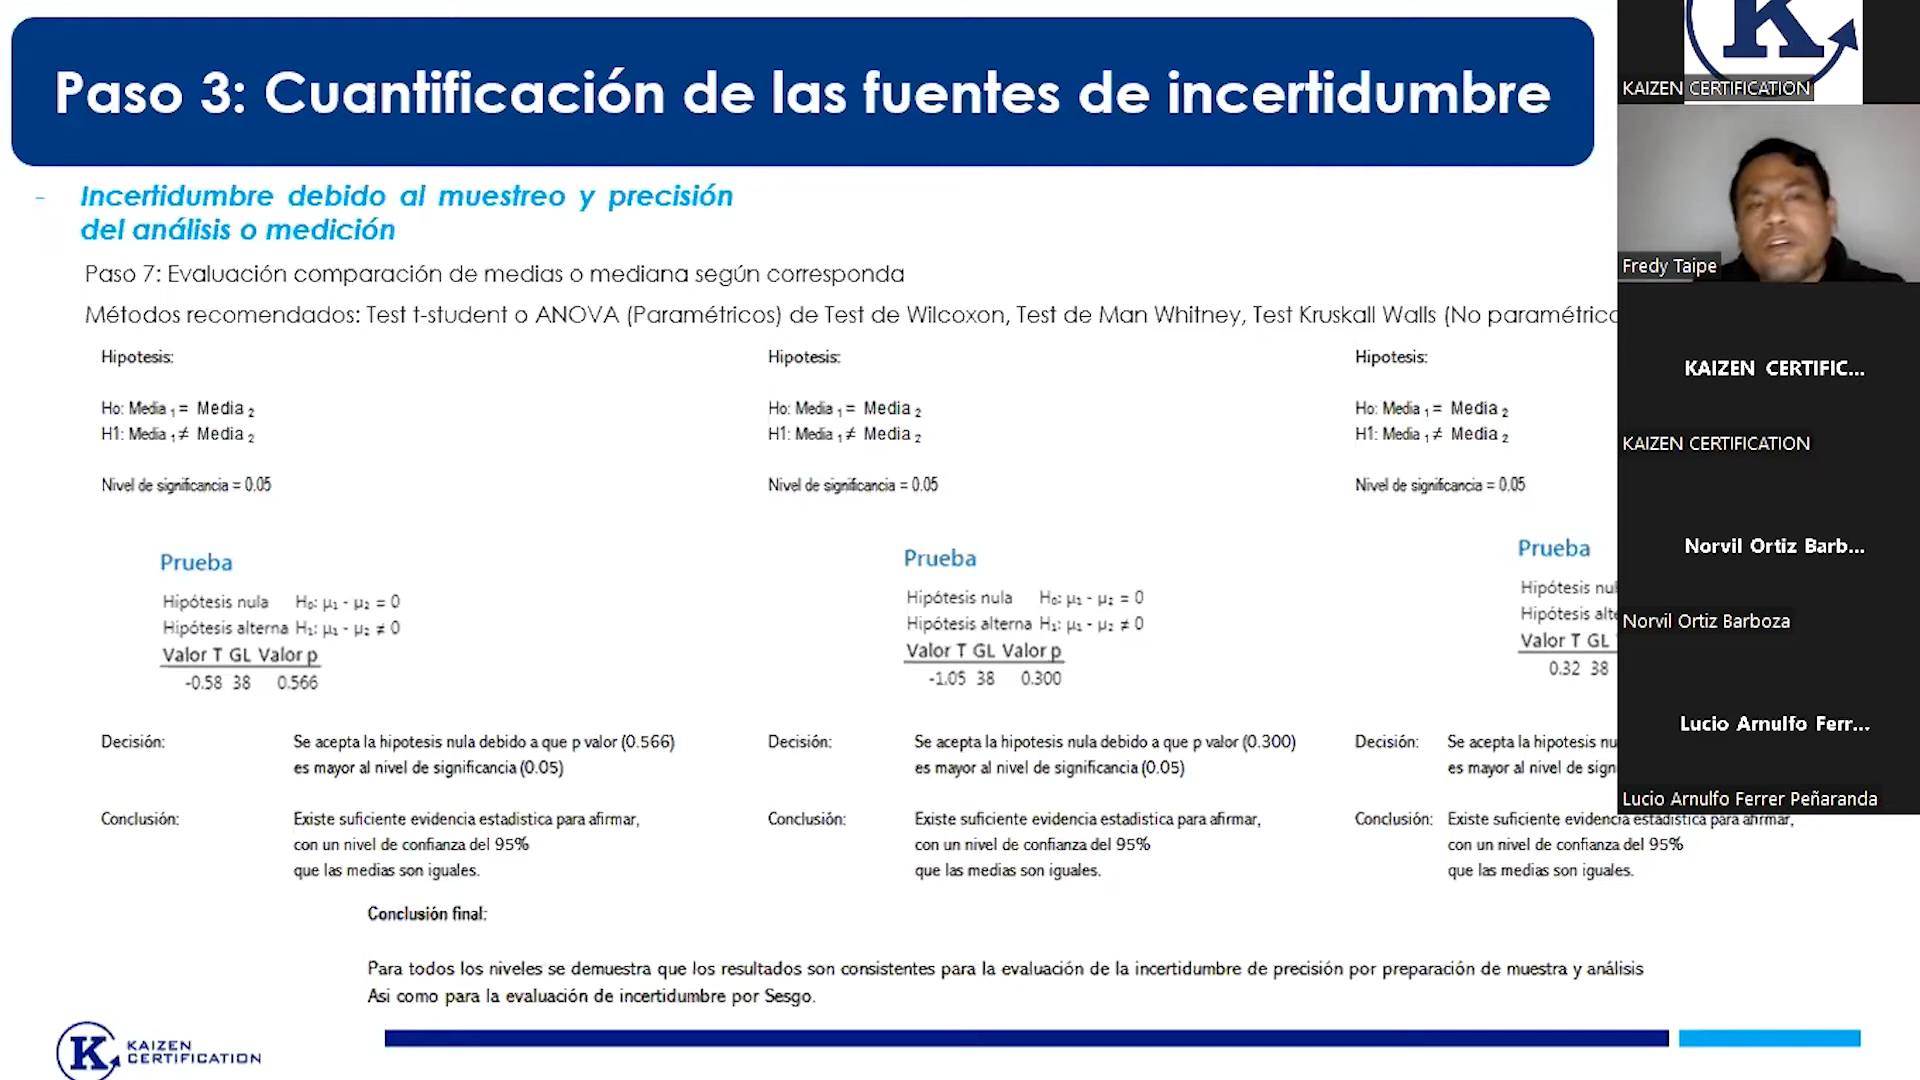 Paso 3: Cuantificación de las fuentes de incertidumbre
- Incertidumbre debido al muestreo y precisión
del análisis o medición
Paso 7: Evaluación comparación de medias o mediana según corresponda
Métodos recomendados: Test t-student o ANOVA (Paramétricos) de Test de Wilcoxon, Test de Man Whitney, Test Kruskall Walls (No paramétrico
Hipotesis:
Ho: Media 1 = Media 2
H1: Media 1 ≠ Media 2
Nivel de significancia = 0.05
Prueba
Hipótesis nula H₀: μ₁ - μ₂ = 0
Hipótesis alterna H₁: μ₁ - μ₂ ≠ 0
Valor T GL Valor p
-0.58 38 0.566
Decisión: Se acepta la hipotesis nula debido a que p valor (0.566)
es mayor al nivel de significancia (0.05)
Conclusión: Existe suficiente evidencia estadistica para afirmar,
con un nivel de confianza del 95%
que las medias son iguales.
Hipotesis:
Ho: Media 1 = Media 2
H1: Media 1 ≠ Media 2
Nivel de significancia = 0.05
Prueba
Hipótesis nula H₀: μ₁ - μ₂ = 0
Hipótesis alterna H₁: μ₁ - μ₂ ≠ 0
Valor T GL Valor p
-1.05 38 0.300
Decisión: Se acepta la hipotesis nula debido a que p valor (0.300)
es mayor al nivel de significancia (0.05)
Conclusión: Existe suficiente evidencia estadistica para afirmar,
con un nivel de confianza del 95%
que las medias son iguales.
Hipotesis:
Ho: Media 1 = Media 2
H1: Media 1 ≠ Media 2
Nivel de significancia = 0.05
Prueba
Hipótesis nul
Hipótesis alte
Valor T GL
0.32 38
Decisión: Se acepta la hipotesis nu
es mayor al nivel de sign
Conclusión: Existe suficiente evidencia estadistica para afirmar,
con un nivel de confianza del 95%
que las medias son iguales.
Conclusión final:
Para todos los niveles se demuestra que los resultados son consistentes para la evaluación de la incertidumbre de precisión por preparación de muestra y análisis
Asi como para la evaluación de incertidumbre por Sesgo.
K KAIZEN
CERTIFICATION
K
KAIZEN CERTIFICATION
Fredy Taipe
KAIZEN CERTIFIC...
KAIZEN CERTIFICATION
Norvil Ortiz Barb...
Norvil Ortiz Barboza
Lucio Arnulfo Ferr...
Lucio Arnulfo Ferrer Peñaranda